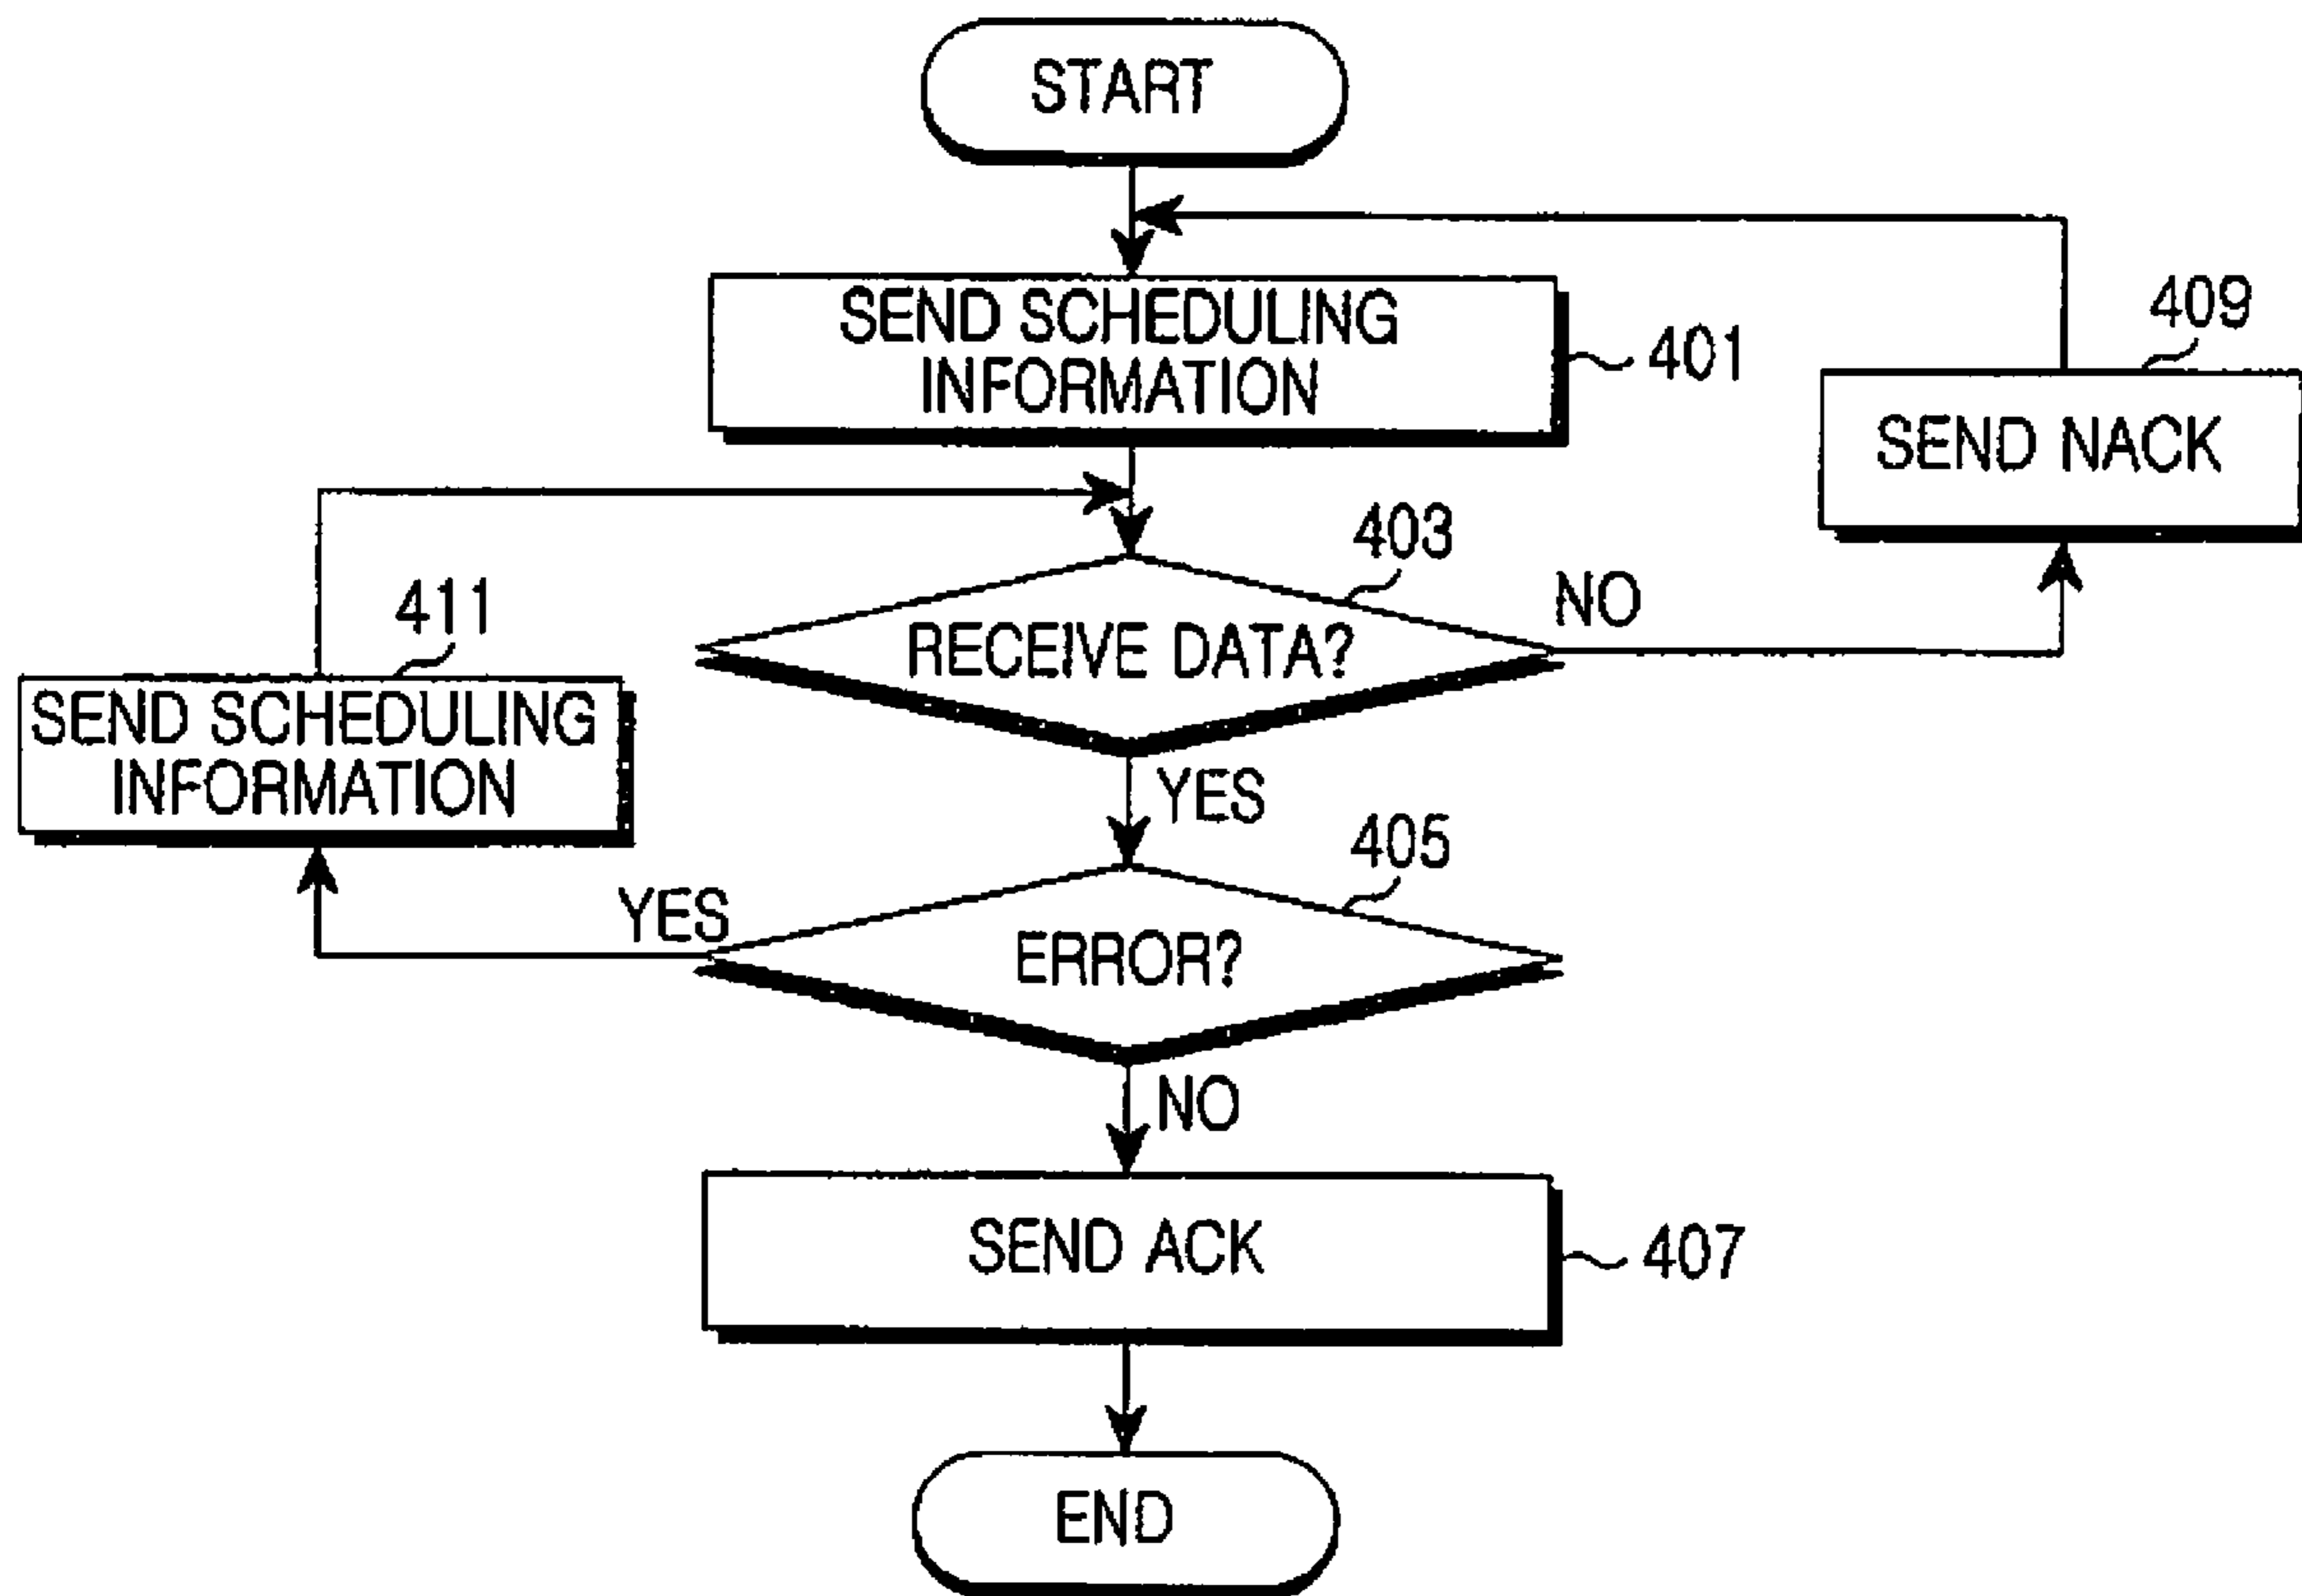 START
SEND SCHEDULING
INFORMATION
401
409
SEND NACK
403
RECEIVE DATA?
NO
411
SEND SCHEDULING
INFORMATION
YES
405
YES
ERROR?
NO
SEND ACK
407
END